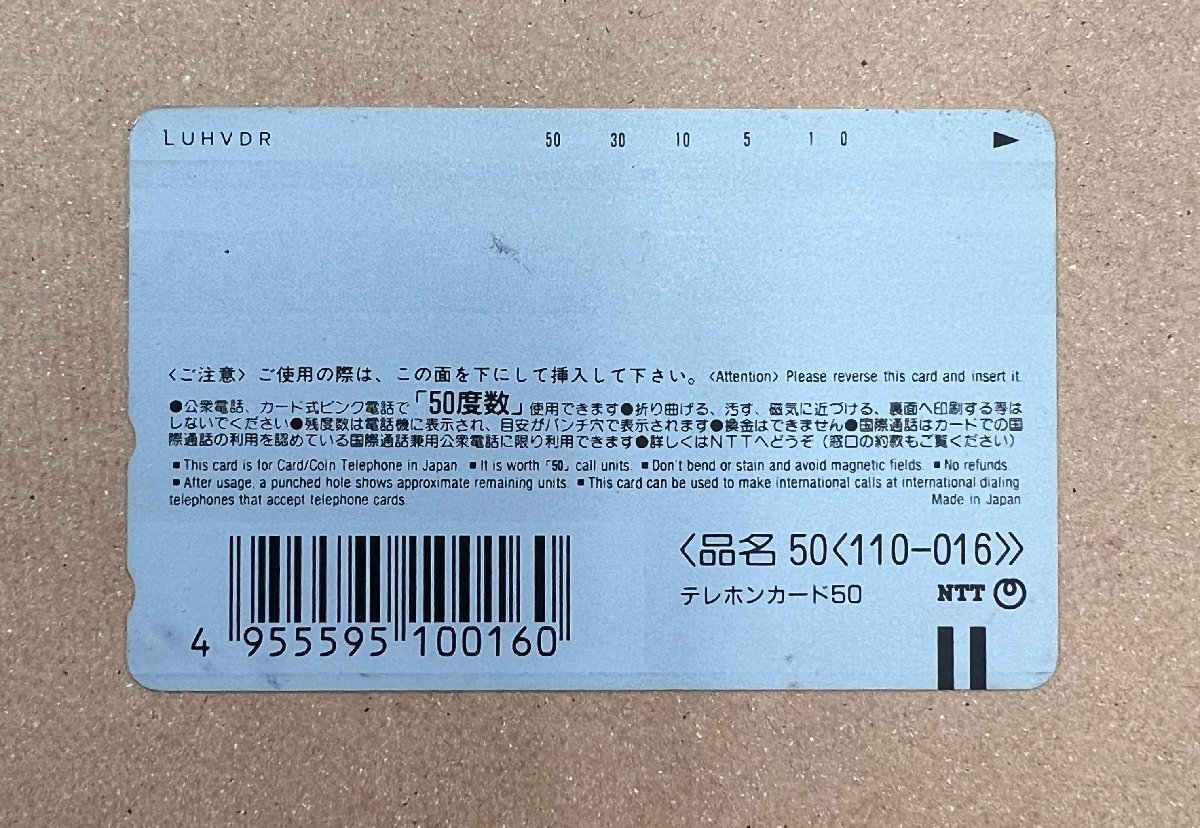 LUHVDR 50 30 10 5 1 0
〈ご注意〉ご使用の際は、この面を下にして挿入して下さい。〈Attention〉Please reverse this card and insert it.
●公衆電話、カード式ピンク電話で「50度数」使用できます●折り曲げる、汚す、磁気に近づける、裏面へ印刷する等は
しないでください●残度数は電話機に表示され、目安がパンチ穴で表示されます●換金はできません●国際通話はカードでの国
際通話の利用を認めている国際通話兼用公衆電話に限り利用できます●詳しくはNTTへどうぞ(窓口の約款もご覧ください)
■This card is for Card/Coin Telephone in Japan. ■It is worth「50」call units. ■Don't bend or stain and avoid magnetic fields. ■No refunds.
■After usage, a punched hole shows approximate remaining units. ■This card can be used to make international calls at international dialing
telephones that accept telephone cards. Made in Japan
〈品名 50〈110-016〉〉
テレホンカード50 NTT
4 955595 100160